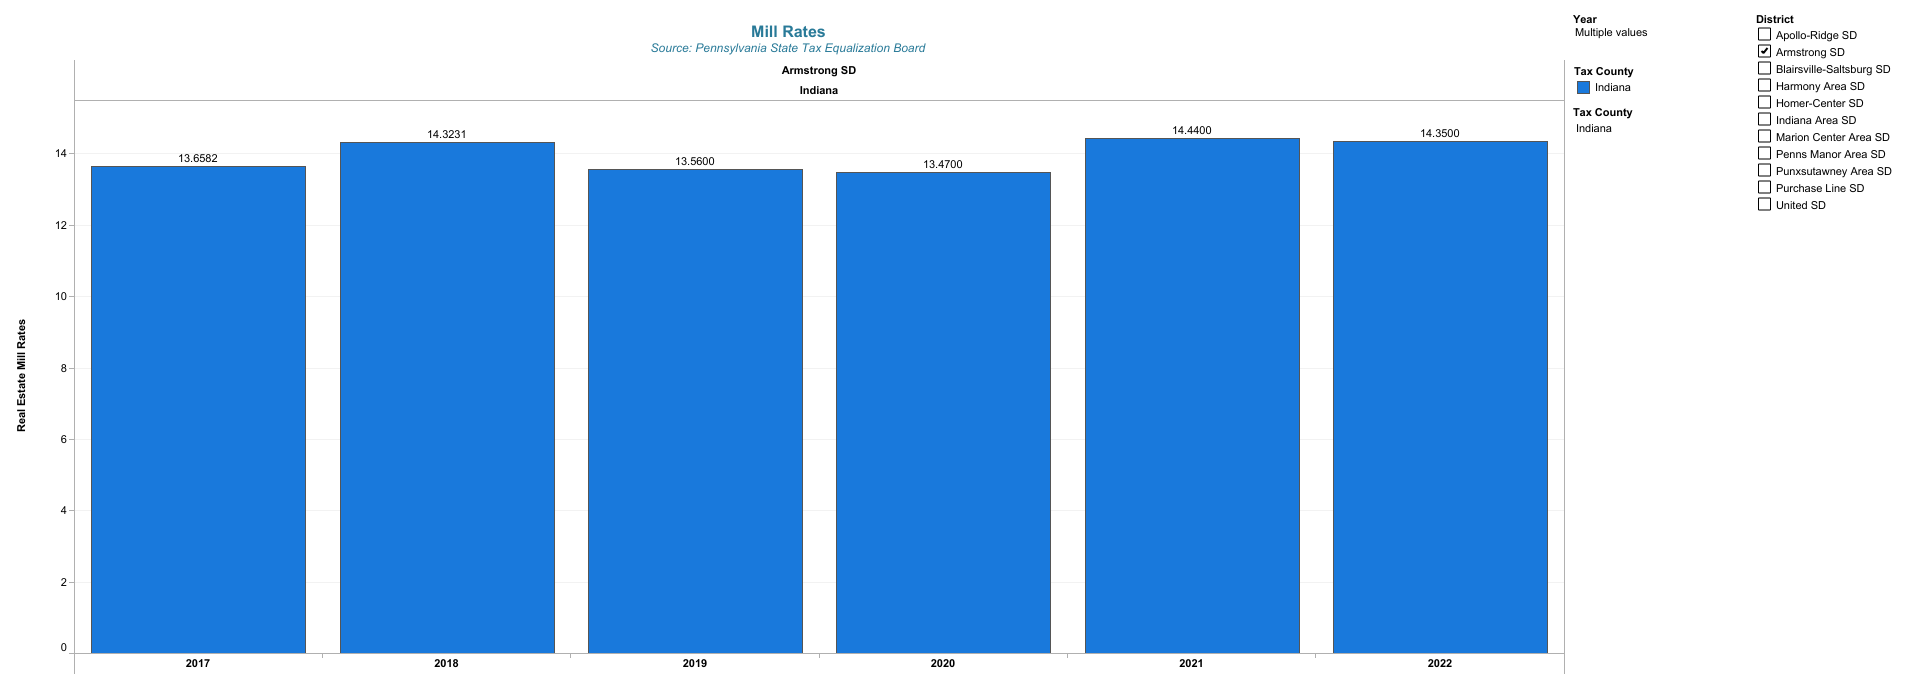 Mill Rates
Source: Pennsylvania State Tax Equalization Board
Armstrong SD
Indiana
Real Estate Mill Rates
14
12
10
8
6
4
2
0
13.6582
14.3231
13.5600
13.4700
14.4400
14.3500
2017
2018
2019
2020
2021
2022
Year
Multiple values
Tax County
Indiana
Tax County
Indiana
District
Apollo-Ridge SD
Armstrong SD
Blairsville-Saltsburg SD
Harmony Area SD
Homer-Center SD
Indiana Area SD
Marion Center Area SD
Penns Manor Area SD
Punxsutawney Area SD
Purchase Line SD
United SD